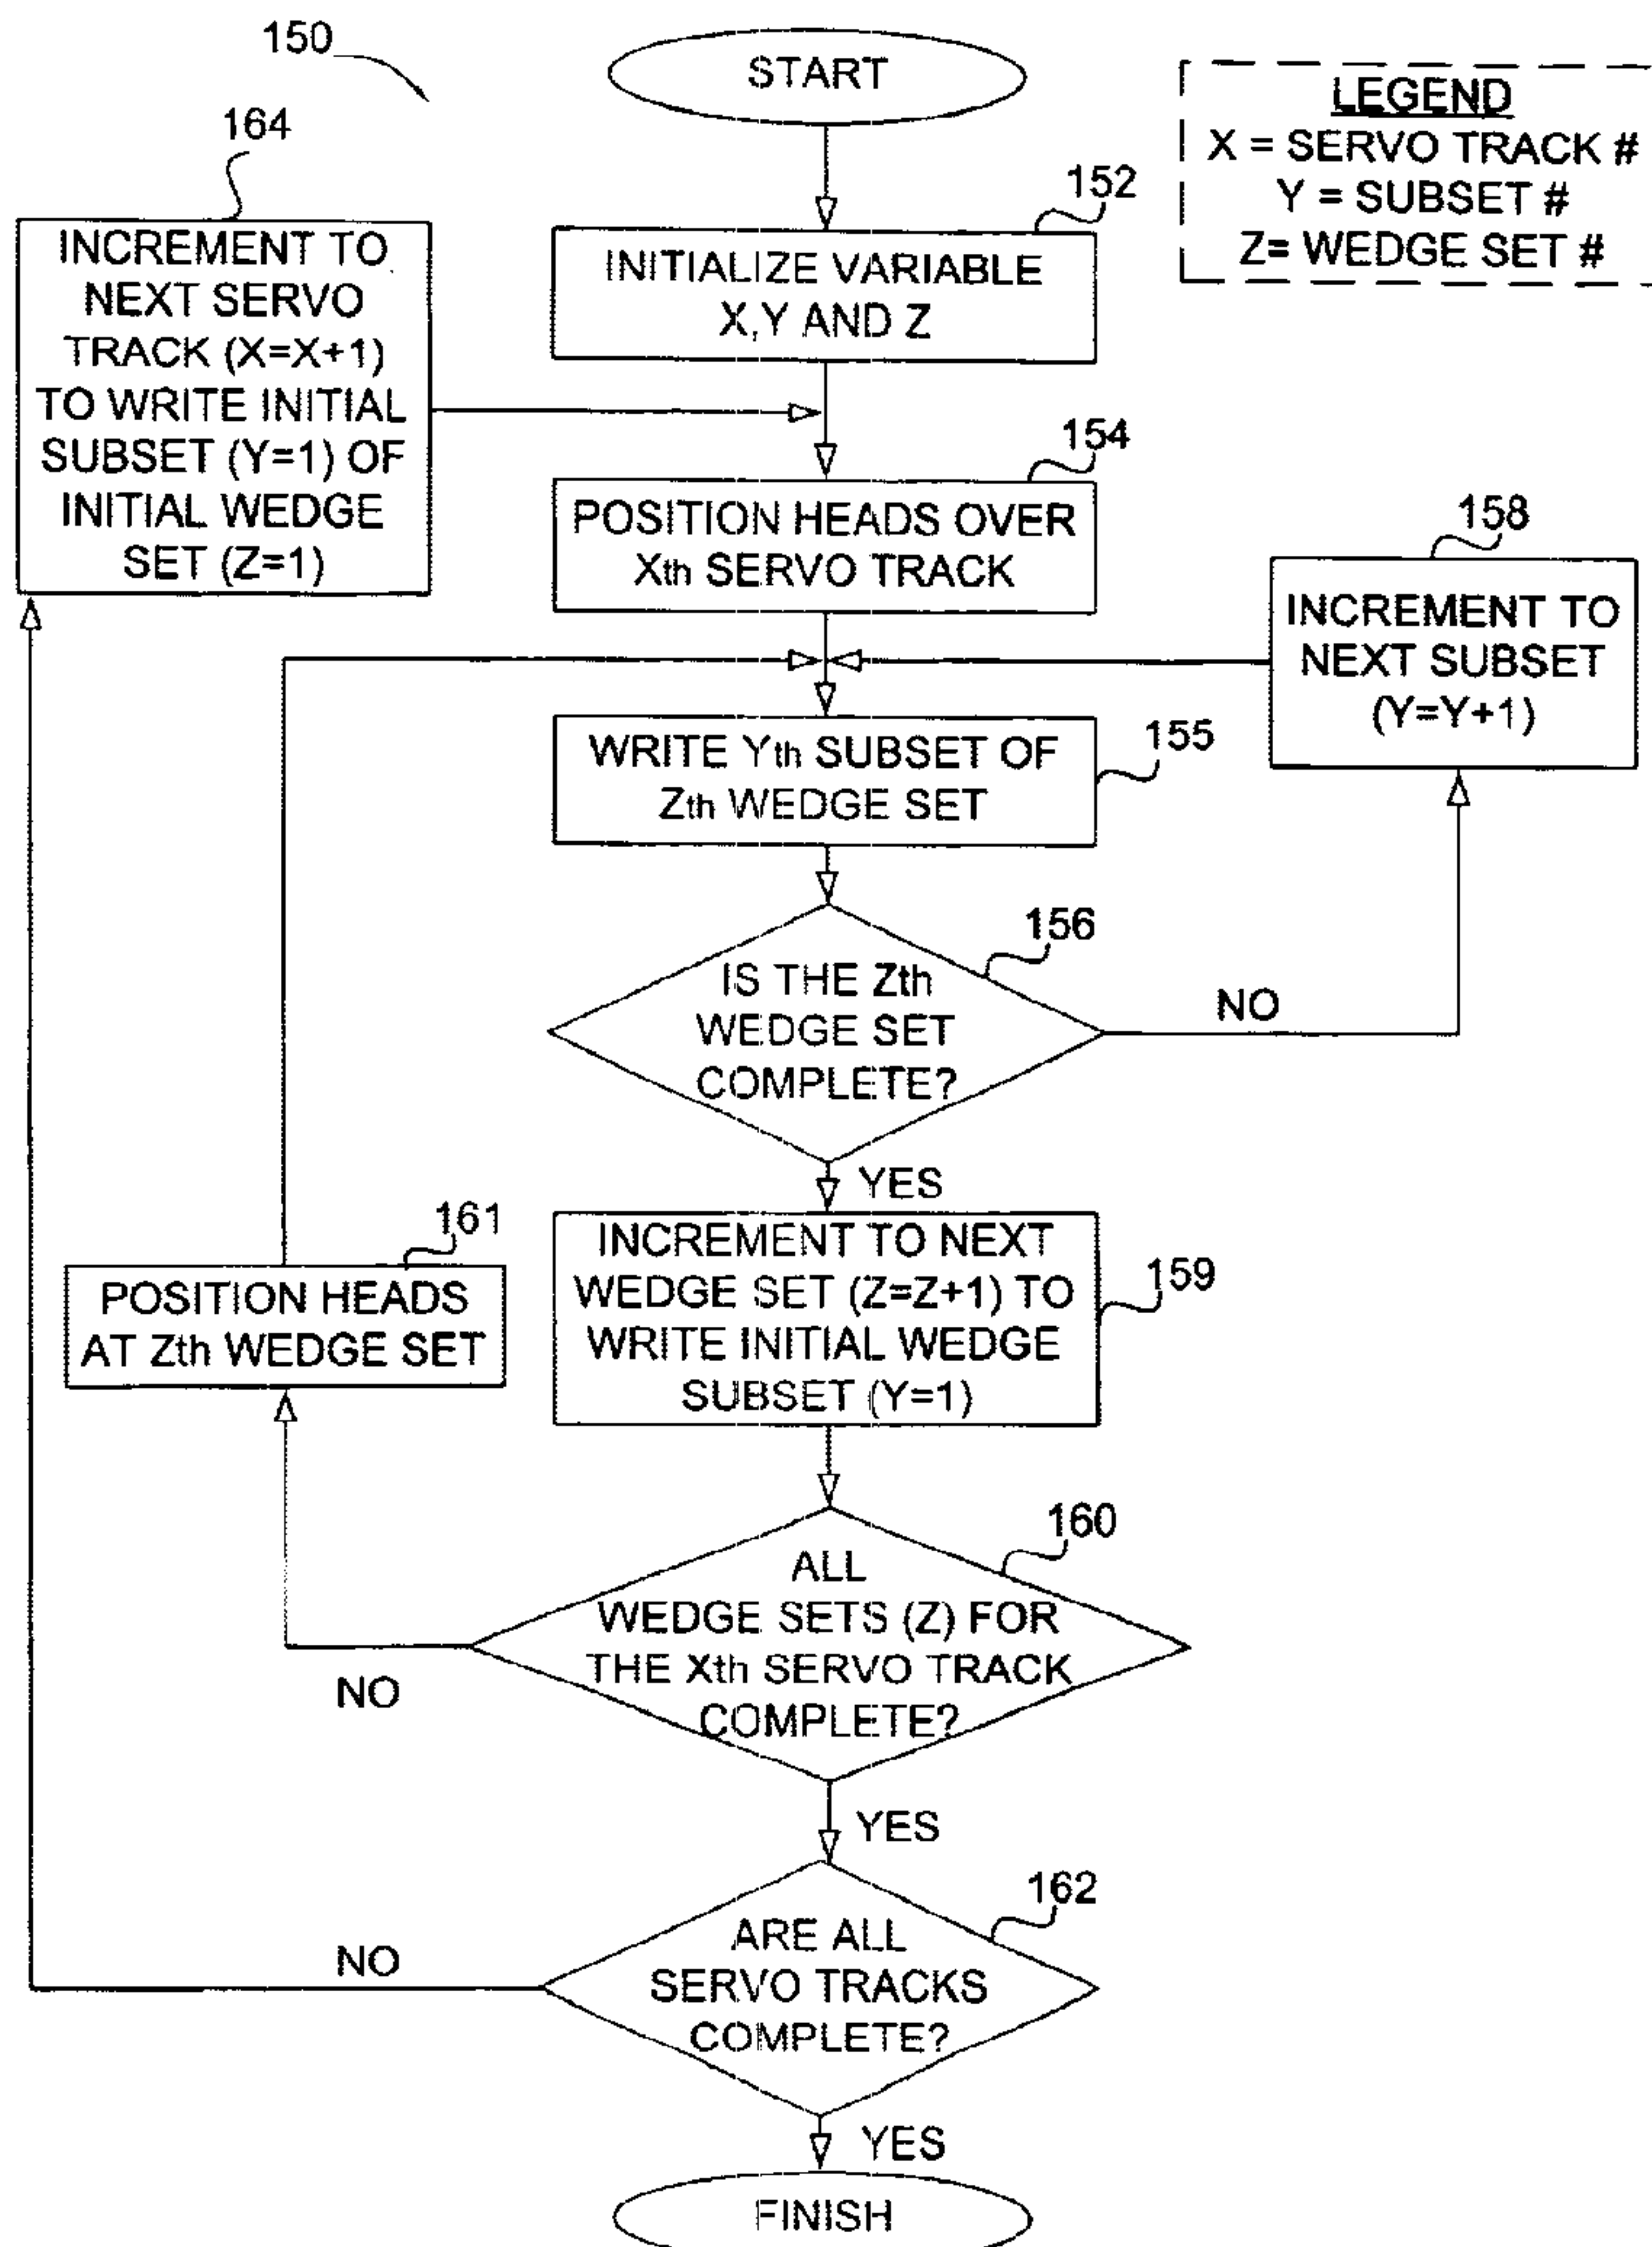 150
START
LEGEND
X = SERVO TRACK #
Y = SUBSET #
Z= WEDGE SET #
164
INCREMENT TO
NEXT SERVO
TRACK (X=X+1)
TO WRITE INITIAL
SUBSET (Y=1) OF
INITIAL WEDGE
SET (Z=1)
152
INITIALIZE VARIABLE
X,Y AND Z
154
POSITION HEADS OVER
Xth SERVO TRACK
158
INCREMENT TO
NEXT SUBSET
(Y=Y+1)
155
WRITE Yth SUBSET OF
Zth WEDGE SET
156
IS THE Zth
WEDGE SET
COMPLETE?
NO
YES
161
POSITION HEADS
AT Zth WEDGE SET
159
INCREMENT TO NEXT
WEDGE SET (Z=Z+1) TO
WRITE INITIAL WEDGE
SUBSET (Y=1)
160
ALL
WEDGE SETS (Z) FOR
THE Xth SERVO TRACK
COMPLETE?
NO
YES
162
ARE ALL
SERVO TRACKS
COMPLETE?
NO
YES
FINISH